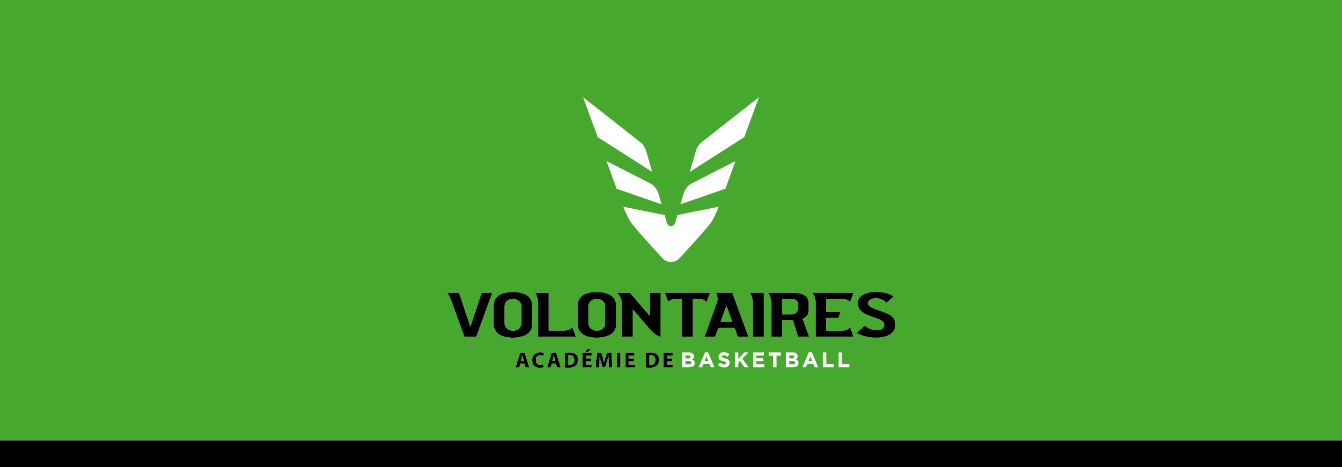 VOLONTAIRES
ACADÉMIE DE BASKETBALL